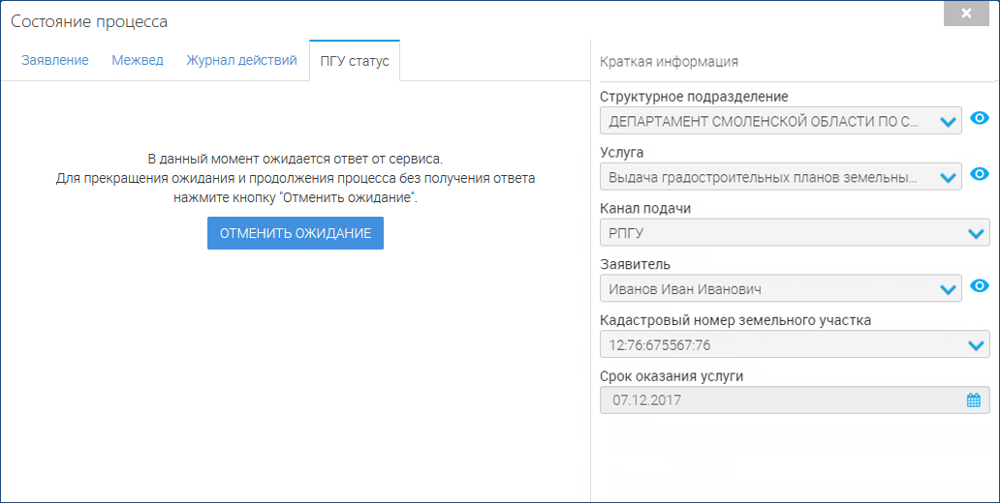 Состояние процесса
Заявление Межвед Журнал действий ПГУ статус
В данный момент ожидается ответ от сервиса.
Для прекращения ожидания и продолжения процесса без получения ответа
нажмите кнопку "Отменить ожидание".
ОТМЕНИТЬ ОЖИДАНИЕ
Краткая информация
Структурное подразделение
ДЕПАРТАМЕНТ СМОЛЕНСКОЙ ОБЛАСТИ ПО С...
Услуга
Выдача градостроительных планов земельны...
Канал подачи
РПГУ
Заявитель
Иванов Иван Иванович
Кадастровый номер земельного участка
12:76:675567:76
Срок оказания услуги
07.12.2017